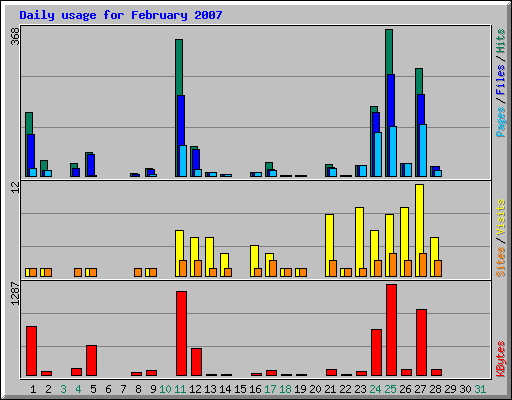 Daily usage for February 2007
368
Pages / Files / Hits
12
Sites / Visits
1287
KBytes
1 2 3 4 5 6 7 8 9 10 11 12 13 14 15 16 17 18 19 20 21 22 23 24 25 26 27 28 29 30 31